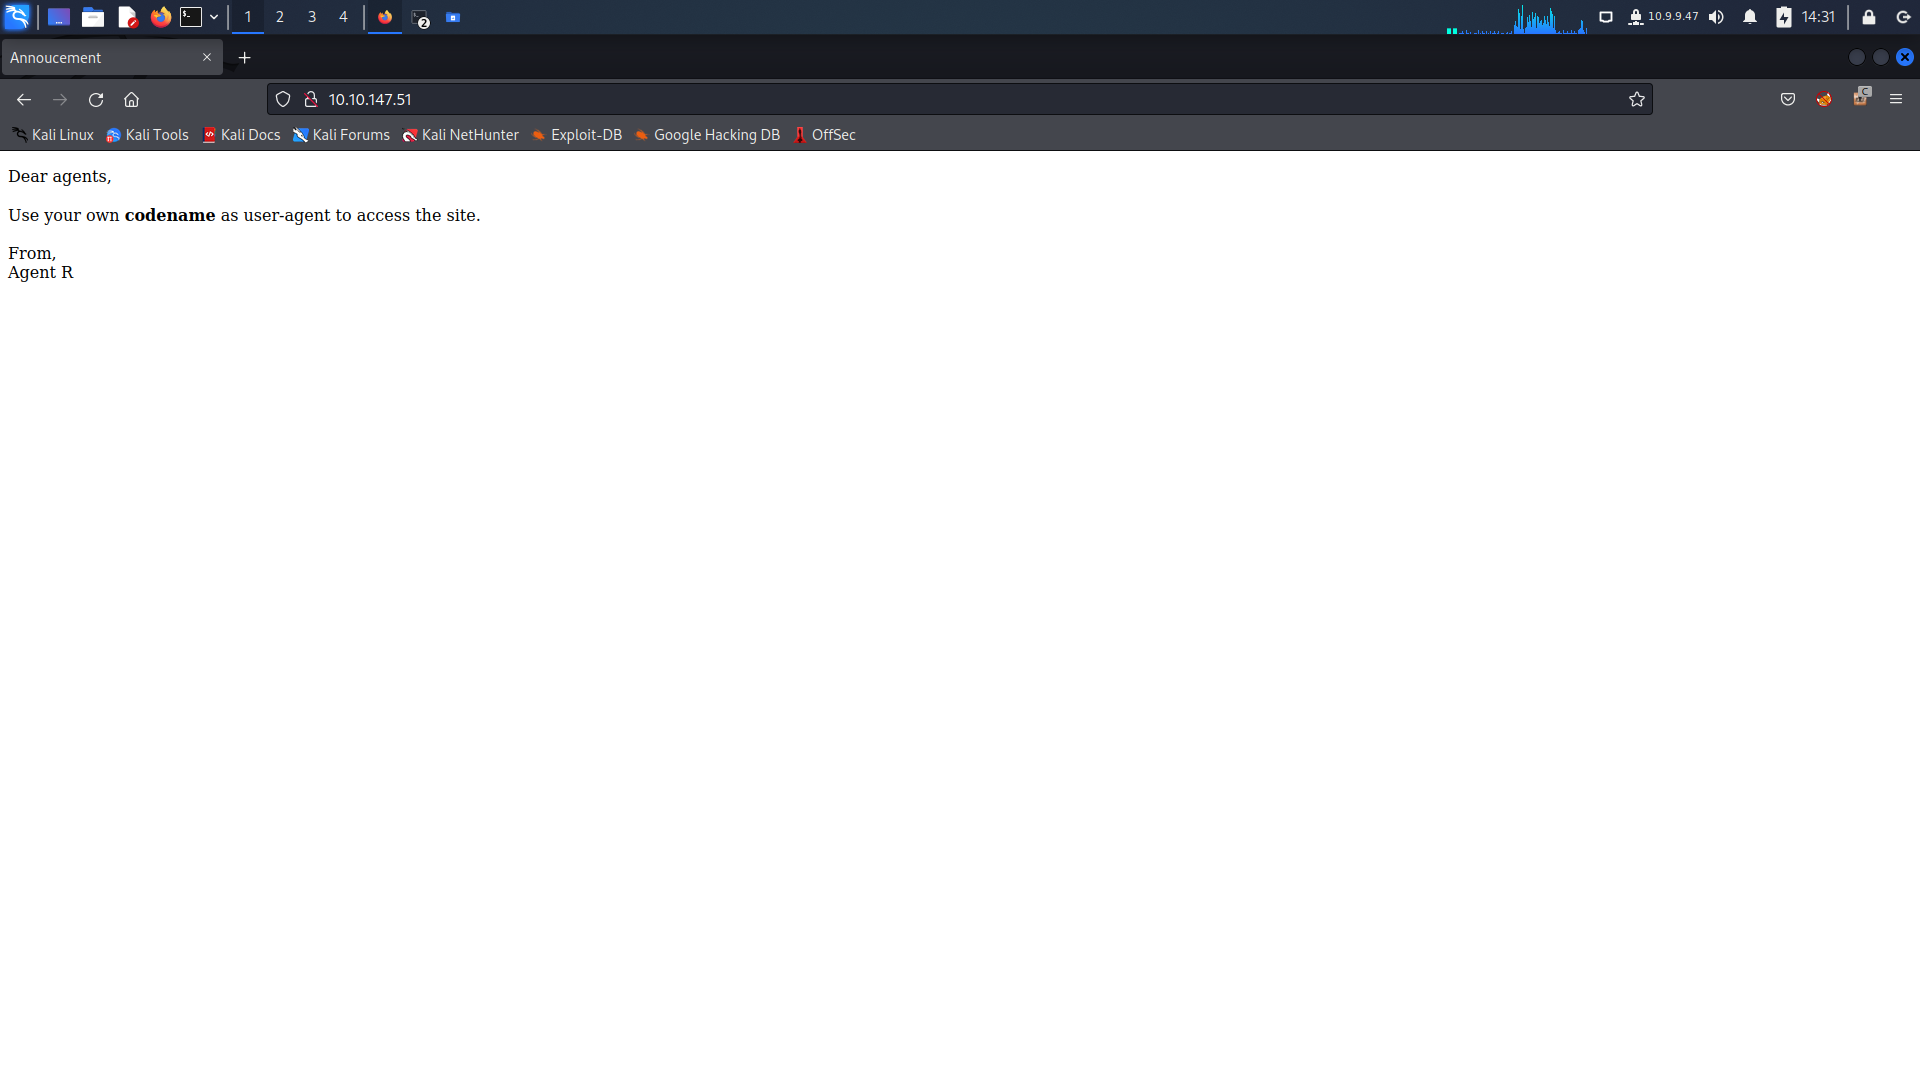 1 2 3 4 2 10.9.9.47 14:31
Annoucement
10.10.147.51 C
Kali Linux Kali Tools Kali Docs Kali Forums Kali NetHunter Exploit-DB Google Hacking DB OffSec
Dear agents,
Use your own codename as user-agent to access the site.
From,
Agent R